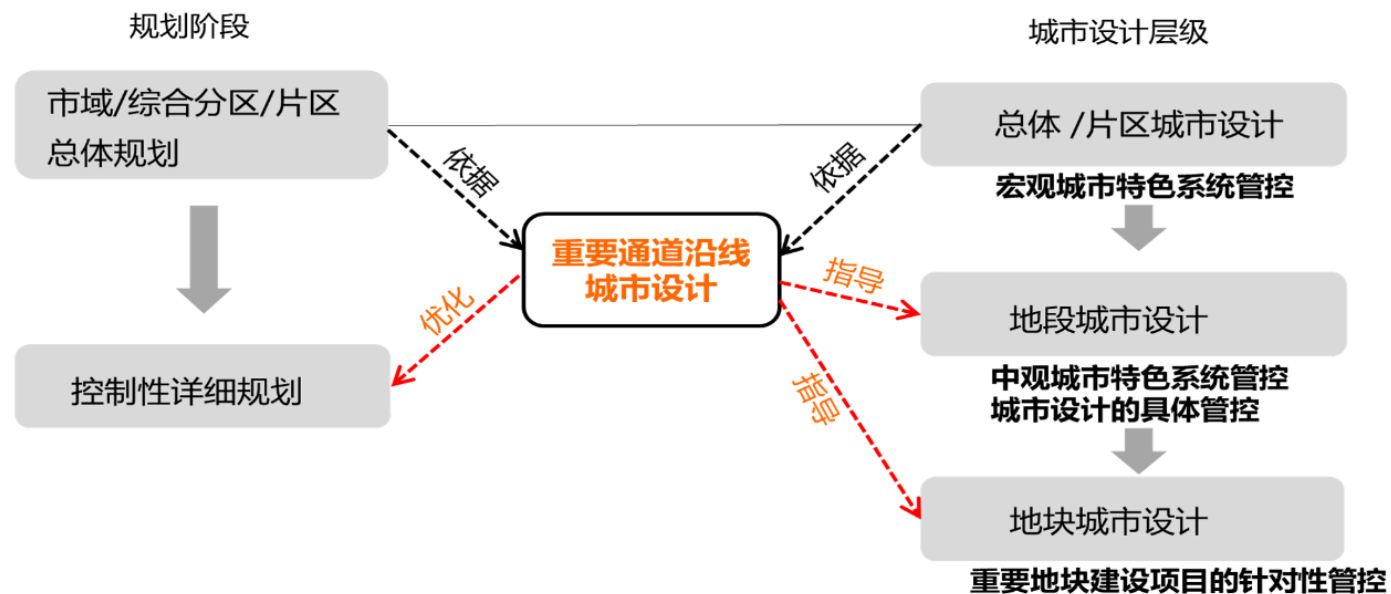 规划阶段
城市设计层级
市域/综合分区/片区
总体规划
总体 /片区城市设计
依据
依据
宏观城市特色系统管控
重要通道沿线
城市设计
优化
指导
指导
地段城市设计
控制性详细规划
中观城市特色系统管控
城市设计的具体管控
地块城市设计
重要地块建设项目的针对性管控